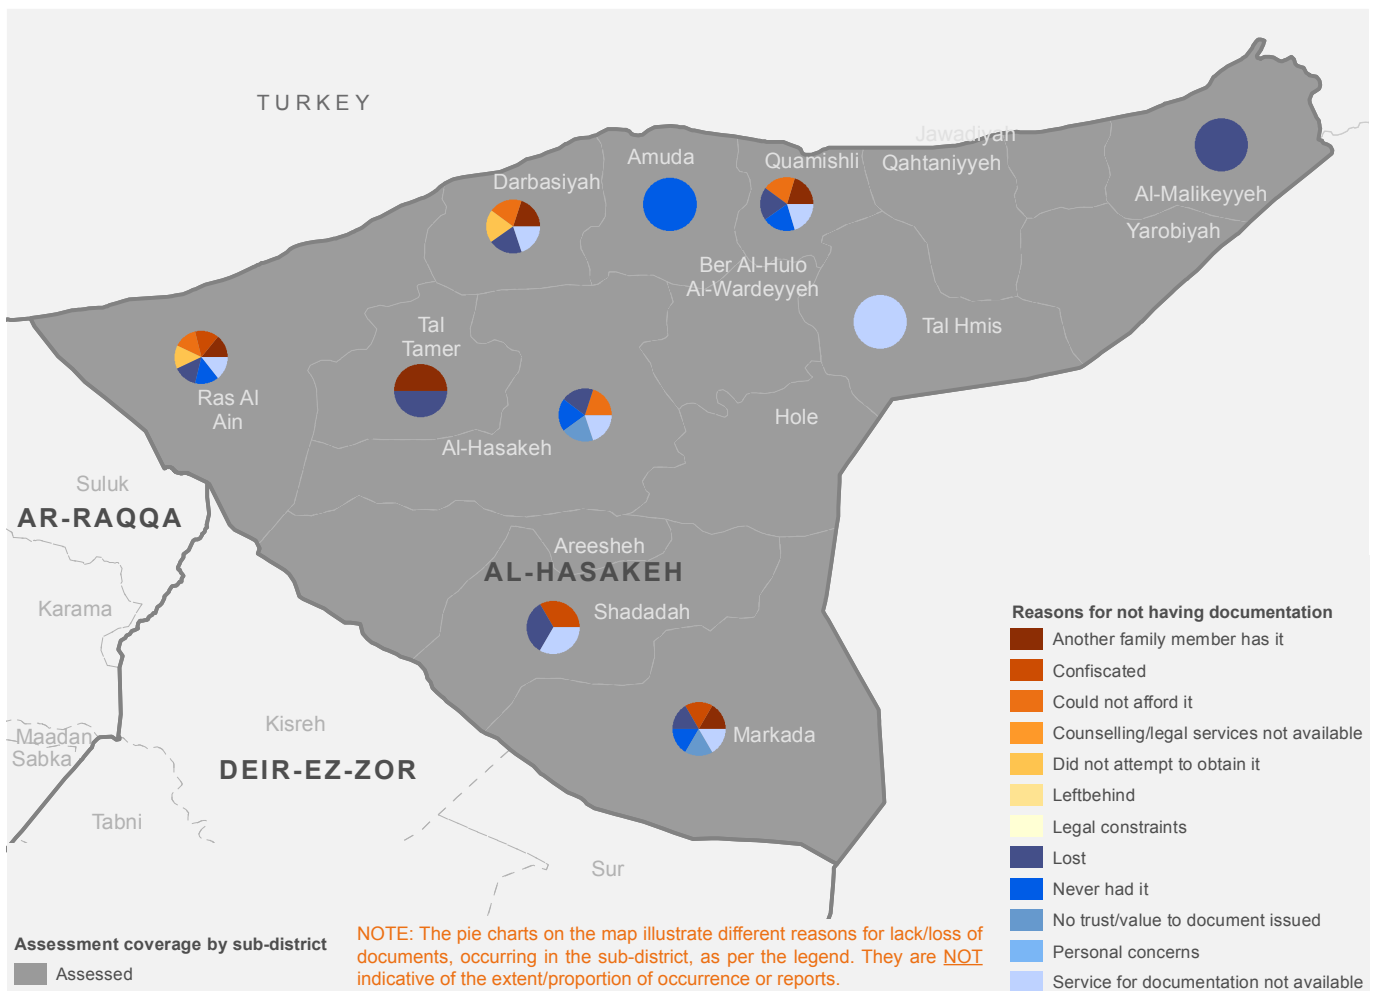 TURKEY
Jawadiyah
Amuda
Quamishli
Qahtaniyyeh
Darbasiyah
Al-Malikeyyeh
Yarobiyah
Ber Al-Hulo
Al-Wardeyyeh
Tal
Tamer
Tal Hmis
Ras Al
Ain
Hole
Al-Hasakeh
Suluk
AR-RAQQA
Areesheh
AL-HASAKEH
Karama
Shadadah
Kisreh
Markada
Maadan
Sabka
DEIR-EZ-ZOR
Tabni
Sur
Reasons for not having documentation
Another family member has it
Confiscated
Could not afford it
Counselling/legal services not available
Did not attempt to obtain it
Leftbehind
Legal constraints
Lost
Never had it
No trust/value to document issued
Personal concerns
Service for documentation not available
Assessment coverage by sub-district
Assessed
NOTE: The pie charts on the map illustrate different reasons for lack/loss of
documents, occurring in the sub-district, as per the legend. They are NOT
indicative of the extent/proportion of occurrence or reports.